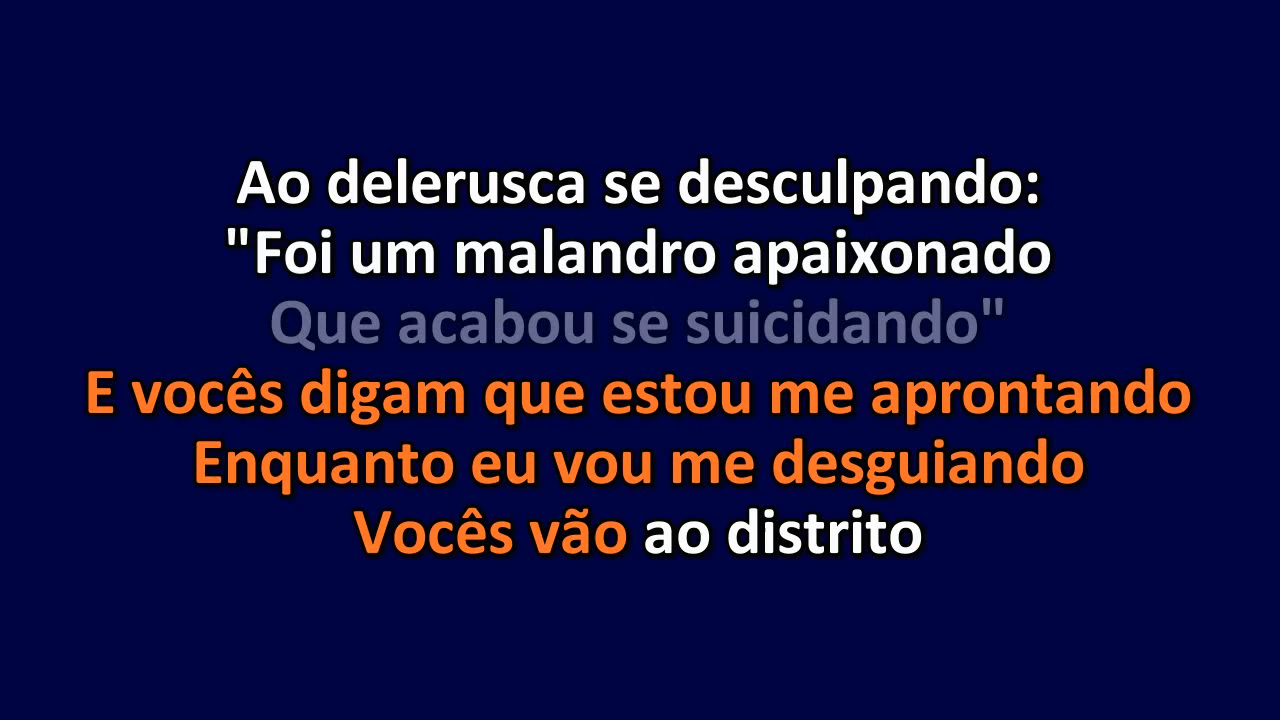 Ao delerusca se desculpando:
"Foi um malandro apaixonado
Que acabou se suicidando"
E vocês digam que estou me aprontando
Enquanto eu vou me desguiando
Vocês vão ao distrito